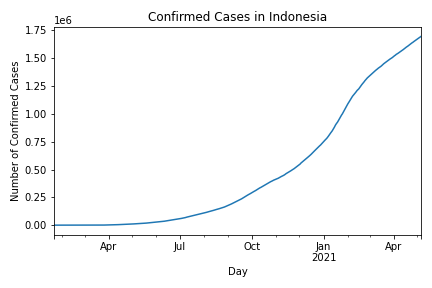 Confirmed Cases in Indonesia
1e6
1.75
1.50
1.25
1.00
0.75
0.50
0.25
0.00
Number of Confirmed Cases
Apr
Jul
Oct
Jan
2021
Apr
Day